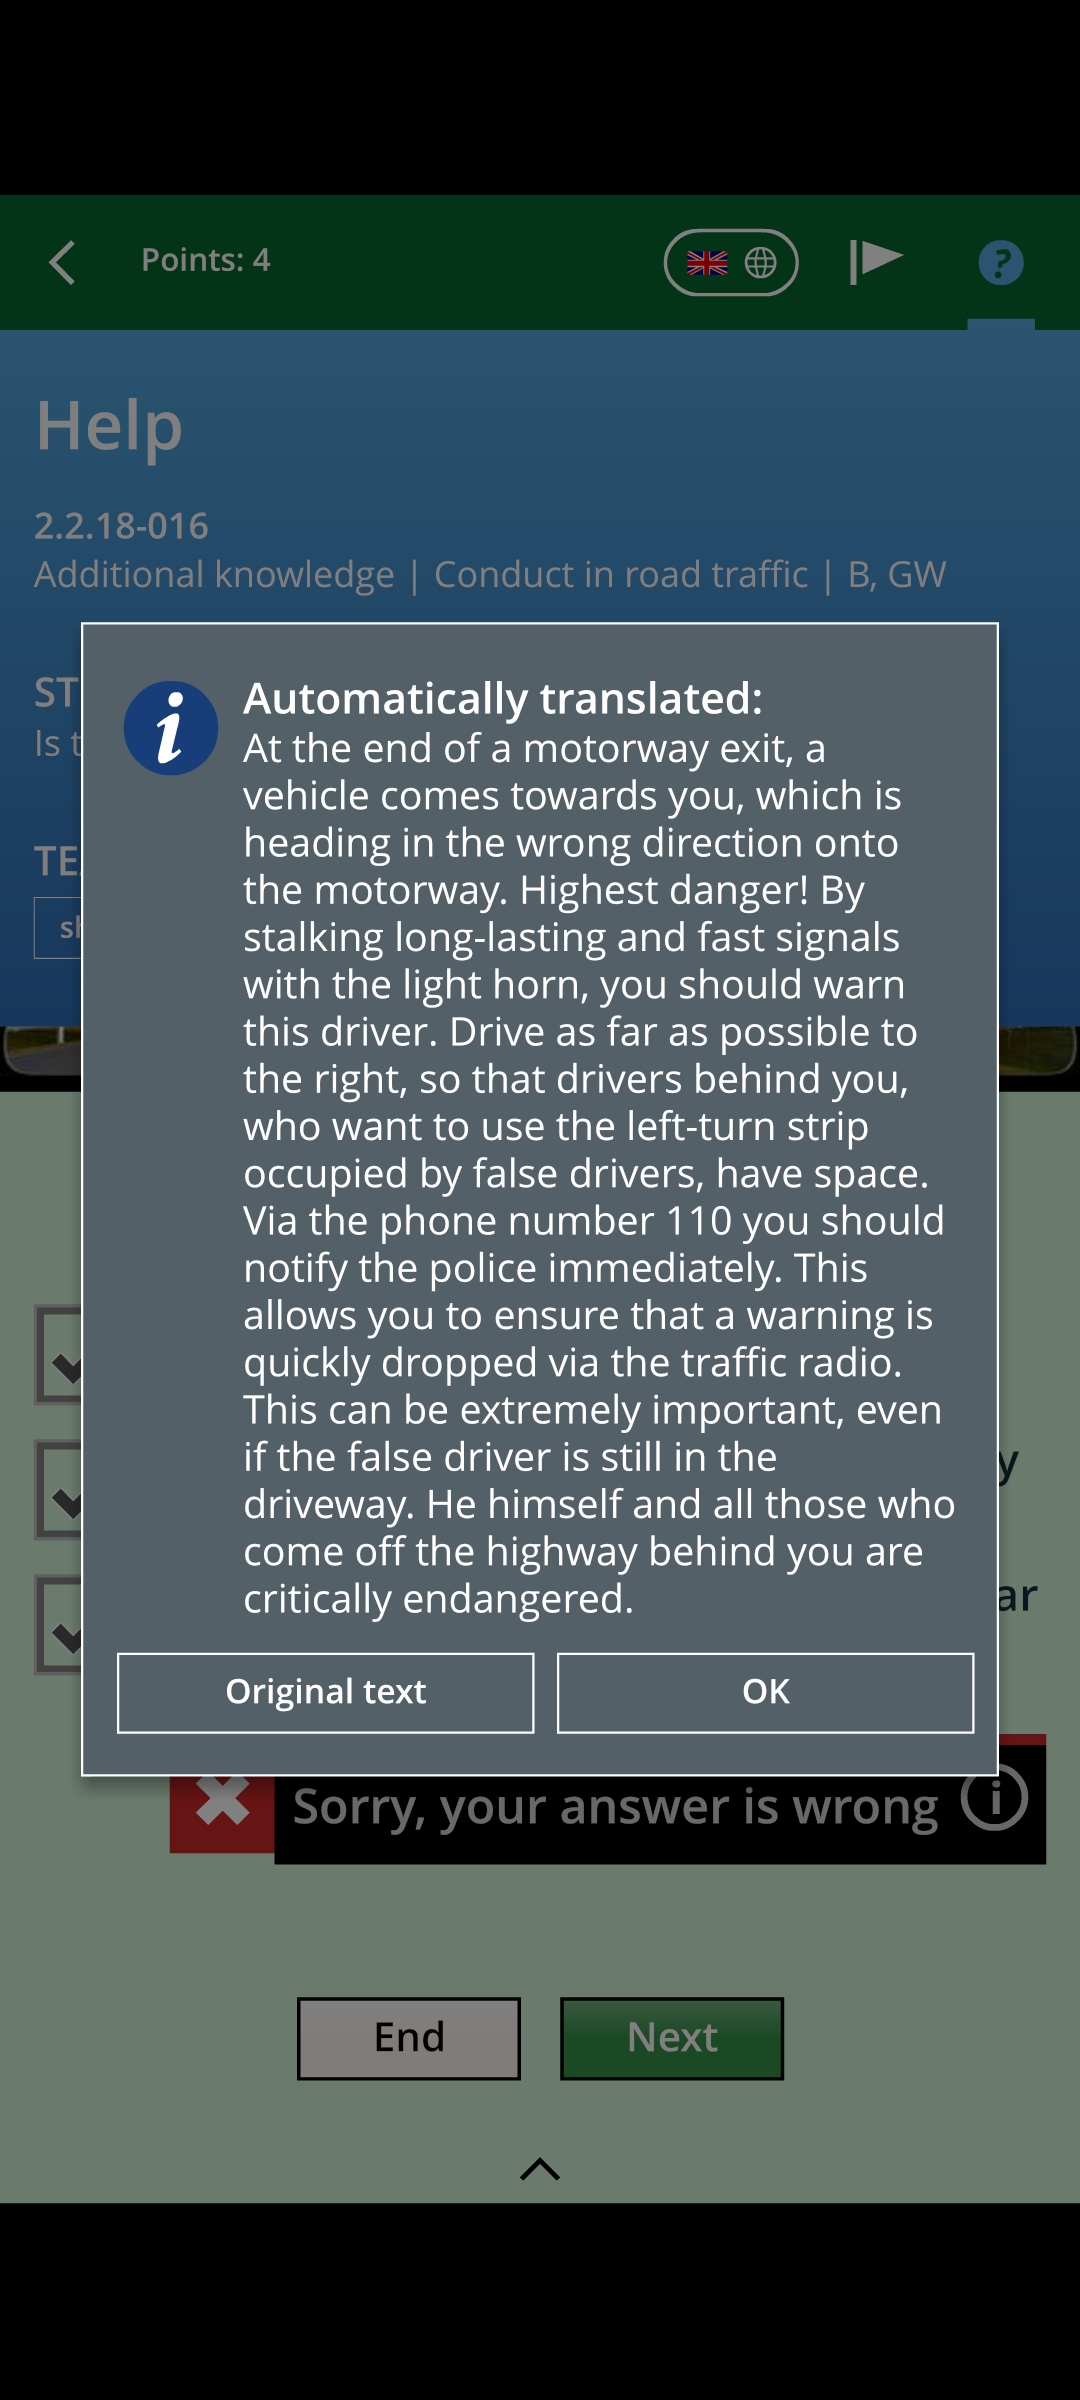 Points: 4
Help
2.2.18-016
Additional knowledge | Conduct in road traffic | B, GW
Automatically translated:
At the end of a motorway exit, a
vehicle comes towards you, which is
heading in the wrong direction onto
the motorway. Highest danger! By
stalking long-lasting and fast signals
with the light horn, you should warn
this driver. Drive as far as possible to
the right, so that drivers behind you,
who want to use the left-turn strip
occupied by false drivers, have space.
Via the phone number 110 you should
notify the police immediately. This
allows you to ensure that a warning is
quickly dropped via the traffic radio.
This can be extremely important, even
if the false driver is still in the
driveway. He himself and all those who
come off the highway behind you are
critically endangered.
Original text
OK
Sorry, your answer is wrong
End
Next